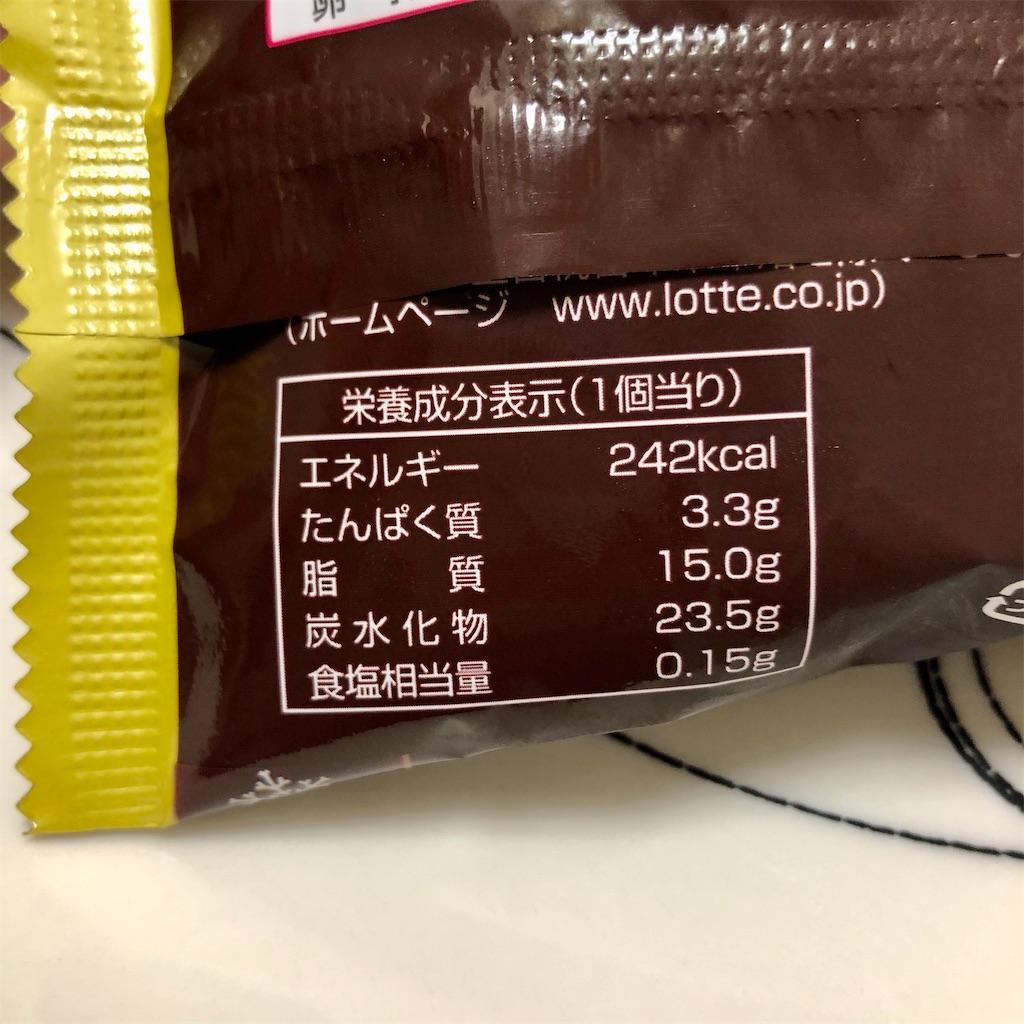 卵
（ホームページ www.lotte.co.jp）
栄養成分表示（1個当り）
エネルギー 242kcal
たんぱく質 3.3g
脂質 15.0g
炭水化物 23.5g
食塩相当量 0.15g